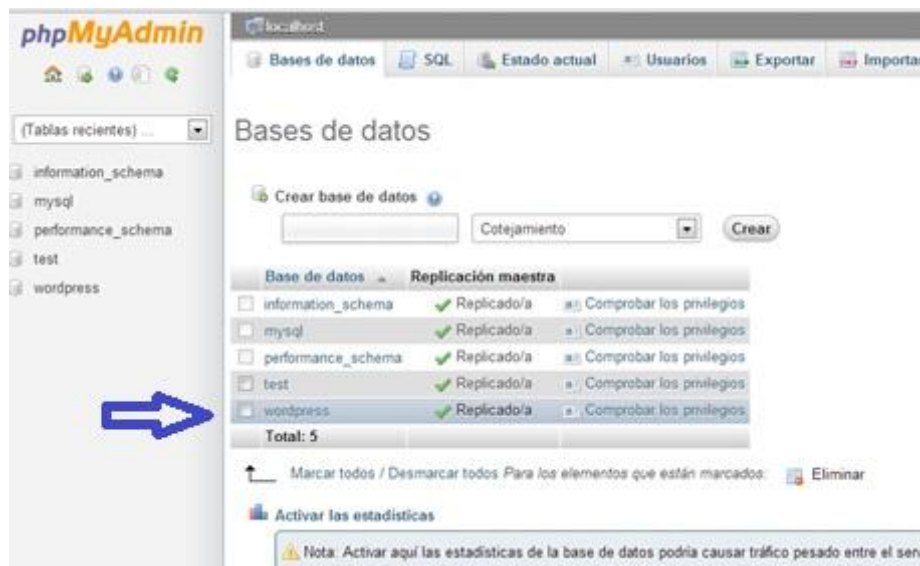 phpMyAdmin
localhost
Bases de datos SQL Estado actual Usuarios Exportar Importa
(Tablas recientes) ...
information_schema
mysql
performance_schema
test
wordpress
Bases de datos
Crear base de datos
Cotejamiento Crear
Base de datos Replicación maestra
information_schema Replicado/a Comprobar los privilegios
mysql Replicado/a Comprobar los privilegios
performance_schema Replicado/a Comprobar los privilegios
test Replicado/a Comprobar los privilegios
wordpress Replicado/a Comprobar los privilegios
Total: 5
Marcar todos / Desmarcar todos Para los elementos que están marcados: Eliminar
Activar las estadísticas
Nota: Activar aquí las estadísticas de la base de datos podría causar tráfico pesado entre el ser